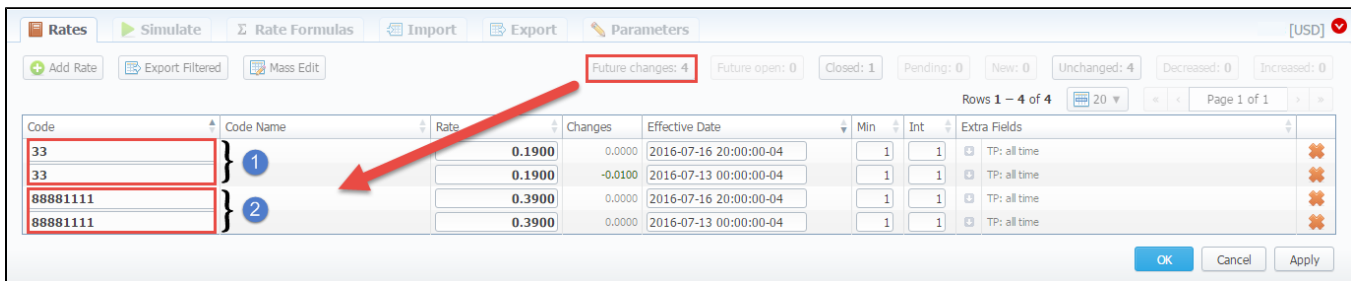 Rates Simulate Σ Rate Formulas Import Export Parameters [USD]
Add Rate Export Filtered Mass Edit Future changes: 4 Future open: 0 Closed: 1 Pending: 0 New: 0 Unchanged: 4 Decreased: 0 Increased: 0
Rows 1 – 4 of 4 20 ▼ « ‹ Page 1 of 1 › »
Code Code Name Rate Changes Effective Date Min Int Extra Fields
33 0.1900 0.0000 2016-07-16 20:00:00-04 1 1 TP: all time
1
33 0.1900 -0.0100 2016-07-13 00:00:00-04 1 1 TP: all time
88881111 0.3900 0.0000 2016-07-16 20:00:00-04 1 1 TP: all time
2
88881111 0.3900 0.0000 2016-07-13 00:00:00-04 1 1 TP: all time
OK Cancel Apply